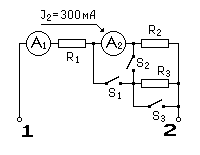 J₂=300мА
A₁ R₁ A₂ R₂
S₂
R₃
S₁
S₃
1 2